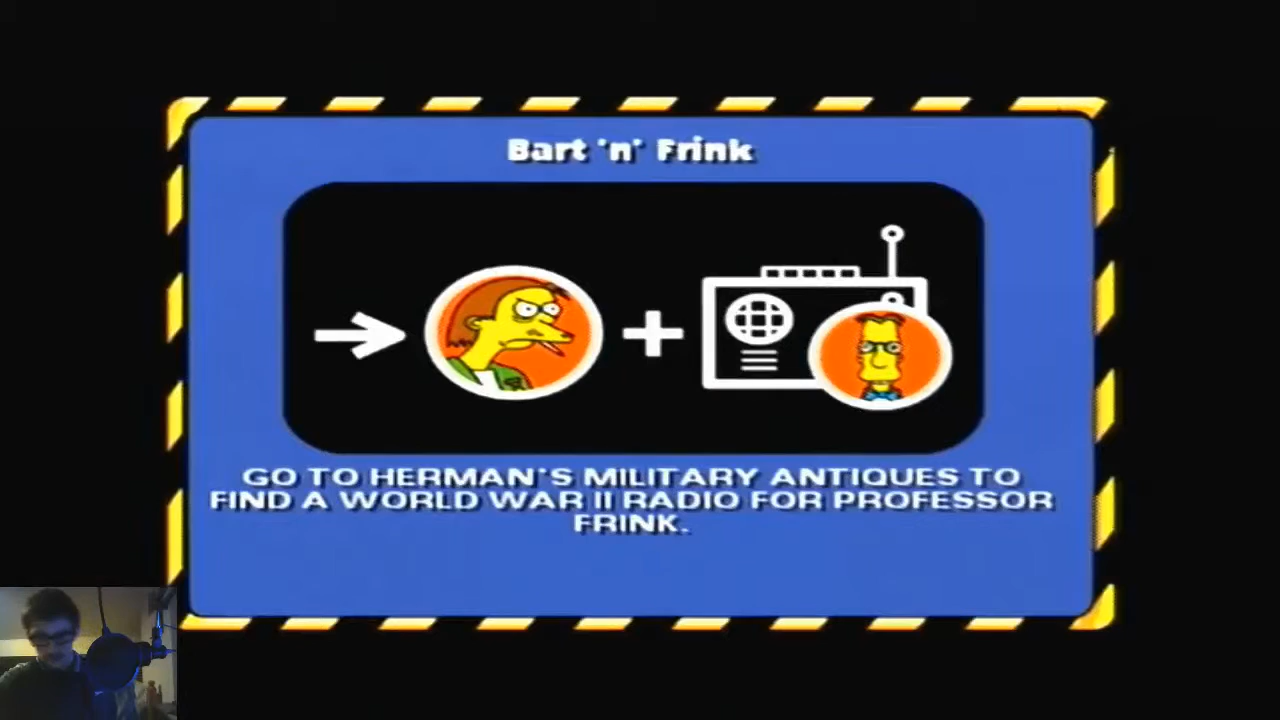 Bart 'n' Frink
GO TO HERMAN'S MILITARY ANTIQUES TO
FIND A WORLD WAR II RADIO FOR PROFESSOR
FRINK.